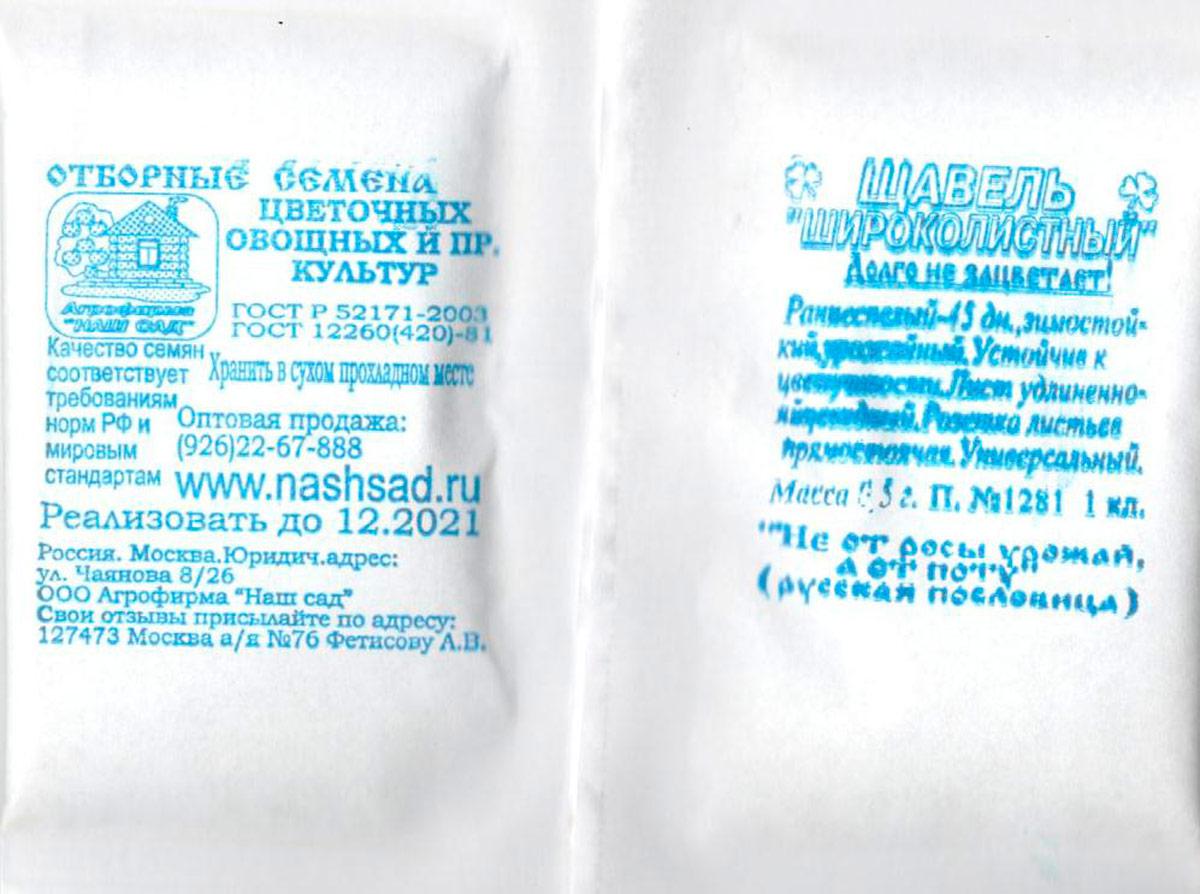 ОТБОРНЫЕ СЕМЕНА
ЦВЕТОЧНЫХ
ОВОЩНЫХ И ПР.
КУЛЬТУР
Агрофирма
"НАШ САД"
ГОСТ Р 52171-2003
ГОСТ 12260(420)-81
Качество семян
соответствует
требованиям
норм РФ и
мировым
стандартам
Хранить в сухом прохладном месте
Оптовая продажа:
(926)22-67-888
www.nashsad.ru
Реализовать до 12.2021
Россия. Москва.Юридич.адрес:
ул. Чаянова 8/26
ООО Агрофирма "Наш сад"
Свои отзывы присылайте по адресу:
127473 Москва а/я №76 Фетисову А.В.
ЩАВЕЛЬ
"ШИРОКОЛИСТНЫЙ"
Долго не зацветает!
Раннеспелый-45 дн.,зимостой-
кий,урожайный.Устойчив к
цветушности.Лист удлиненно-
яйцевидный.Розетка листьев
прямостоячая.Универсальный.
Масса 0,5 г. П. №1281 1 кл.
"Не от росы урожай,
а от поту"
(русская пословица)